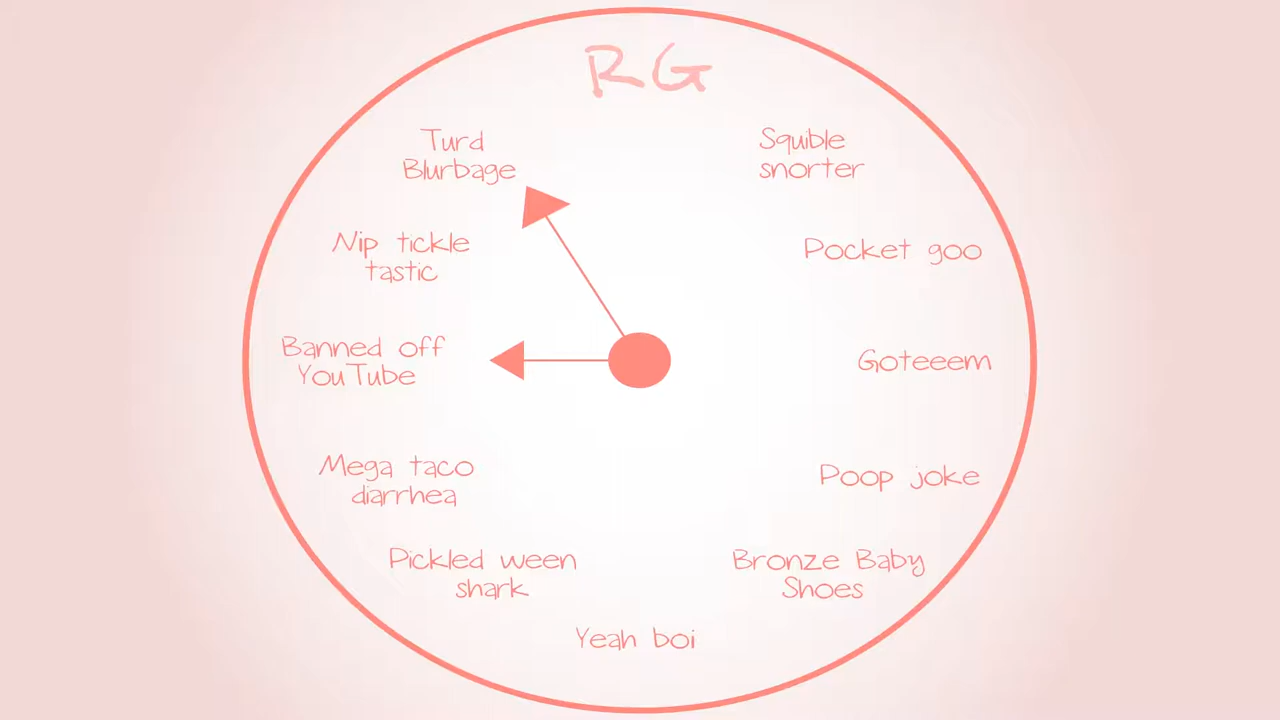 RG
Squible
snorter
Pocket goo
Goteeem
Poop joke
Bronze Baby
Shoes
Yeah boi
Pickled ween
shark
Mega taco
diarrhea
Banned off
YouTube
Nip tickle
tastic
Turd
Blurbage